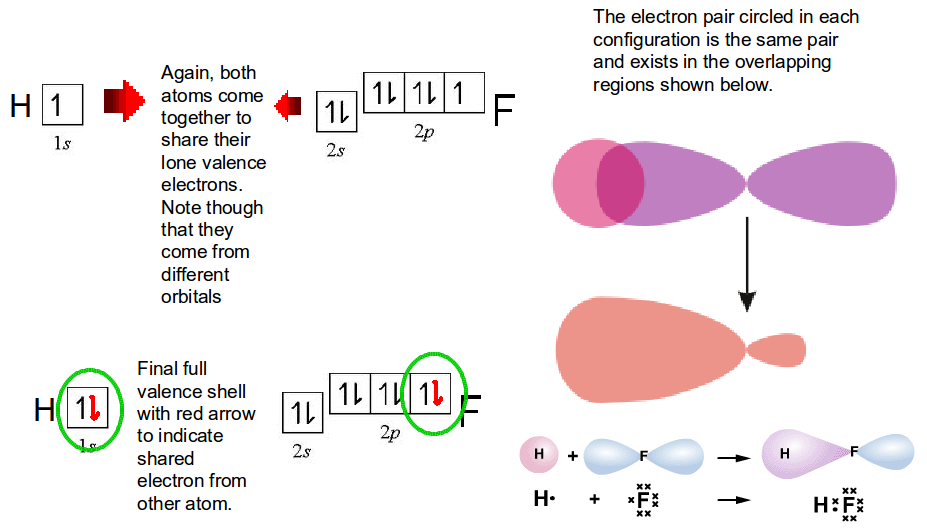 The electron pair circled in each
configuration is the same pair
and exists in the overlapping
regions shown below.
Again, both
atoms come
together to
share their
lone valence
electrons.
Note though
that they
come from
different
orbitals
H 1 1s
1⇂ 2s 1⇂ 1⇂ 1 2p F
Final full
valence shell
with red arrow
to indicate
shared
electron from
other atom.
H 1⇂ 1s
1⇂ 2s 1⇂ 1⇂ 1⇂ 2p F
H + F H F
H· + ·F H:F